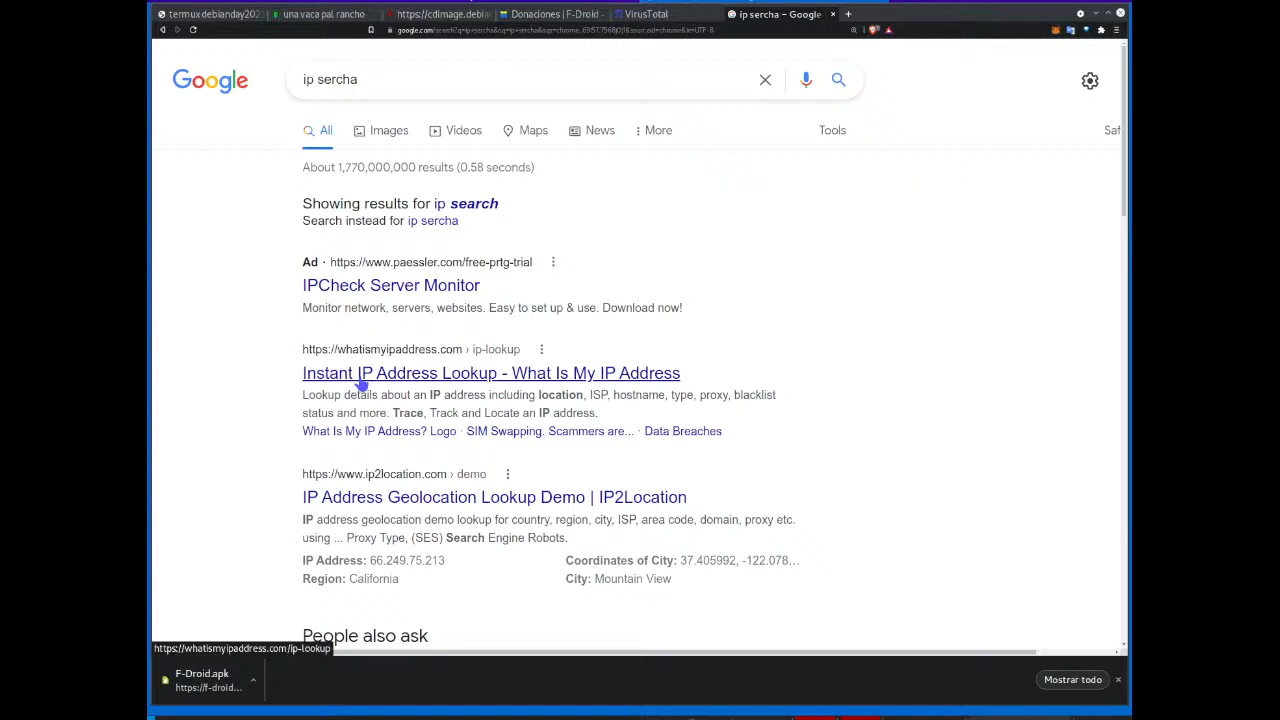 termux debianday202
una vaca pal rancho
https://cdimage.debia
Donaciones | F-Droid -
VirusTotal
ip sercha – Google
google.com/search?q=ip+sercha&oq=ip+sercha&aqs=chrome
Google
ip sercha
All
Images
Videos
Maps
News
More
Tools
Saf
About 1,770,000,000 results (0.58 seconds)
Showing results for ip search
Search instead for ip sercha
Ad · https://www.paessler.com/free-prtg-trial
IPCheck Server Monitor
Monitor network, servers, websites. Easy to set up & use. Download now!
https://whatismyipaddress.com › ip-lookup
Instant IP Address Lookup - What Is My IP Address
Lookup details about an IP address including location, ISP, hostname, type, proxy, blacklist
status and more. Trace, Track and Locate an IP address.
What Is My IP Address? Logo · SIM Swapping. Scammers are... · Data Breaches
https://www.ip2location.com › demo
IP Address Geolocation Lookup Demo | IP2Location
IP address geolocation demo lookup for country, region, city, ISP, area code, domain, proxy etc.
using ... Proxy Type, (SES) Search Engine Robots.
IP Address: 66.249.75.213
Coordinates of City: 37.405992, -122.078...
Region: California
City: Mountain View
People also ask
https://whatismyipaddress.com/ip-lookup
F-Droid.apk
https://f-droid...
Mostrar todo